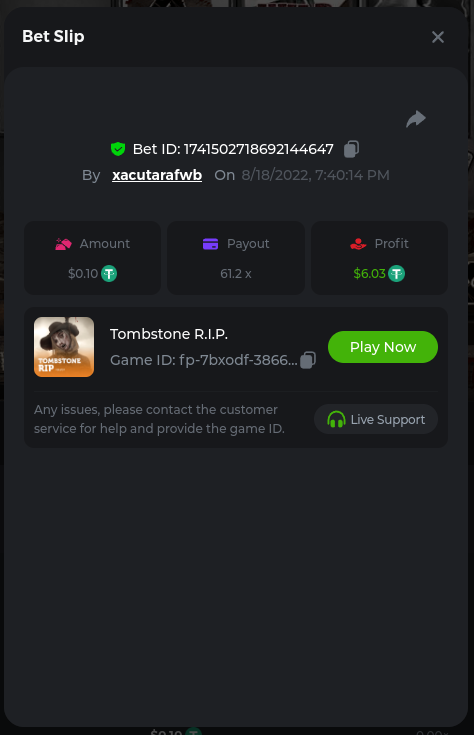 Bet Slip
Bet ID: 1741502718692144647
By xacutarafwb On 8/18/2022, 7:40:14 PM
Amount Payout Profit
$0.10 61.2 x $6.03
Tombstone R.I.P.
Game ID: fp-7bxodf-3866...
Play Now
TOMBSTONE
RIP
Any issues, please contact the customer
service for help and provide the game ID.
Live Support
$0.10